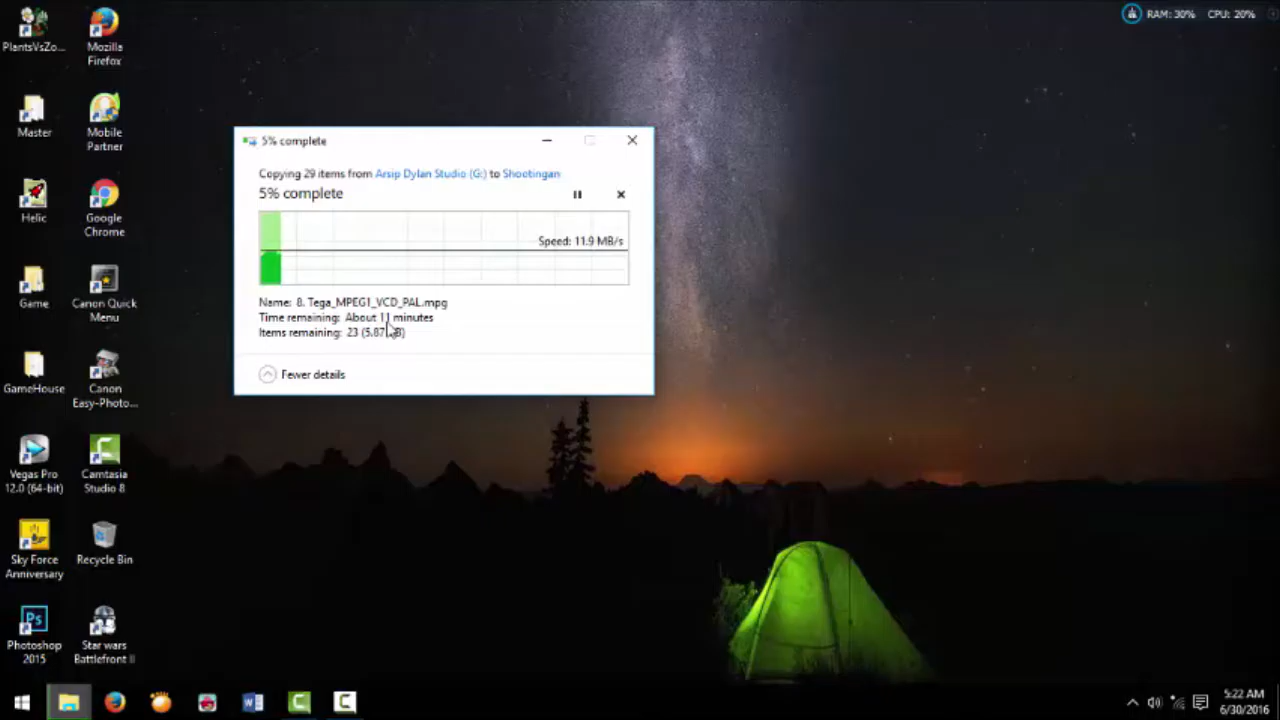 PlantsVsZo...
Mozilla
Firefox
RAM: 30%
CPU: 20%
Master
Mobile
Partner
5% complete
Copying 29 items from Arsip Dylan Studio (G:) to Shootingan
5% complete
Speed: 11.9 MB/s
Helic
Google
Chrome
Game
Canon Quick
Menu
Name: 8. Tega_MPEG1_VCD_PAL.mpg
Time remaining: About 11 minutes
Items remaining: 23 (5.87 GB)
Fewer details
GameHouse
Canon
Easy-Photo...
Vegas Pro
12.0 (64-bit)
Camtasia
Studio 8
Sky Force
Anniversary
Recycle Bin
Ps
Photoshop
2015
Star wars
Battlefront II
5:22 AM
6/30/2016